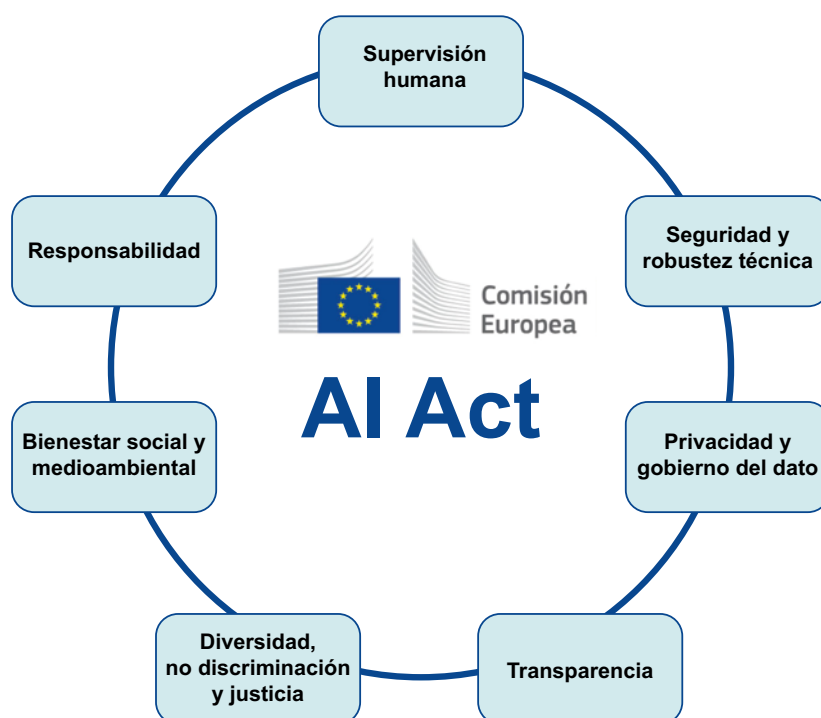 Supervisión
humana
Seguridad y
robustez técnica
Privacidad y
gobierno del dato
Transparencia
Diversidad,
no discriminación
y justicia
Bienestar social y
medioambiental
Responsabilidad
Comisión
Europea
AI Act